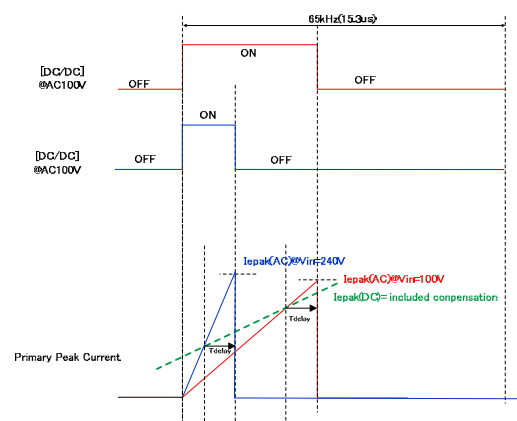 65kHz(15.3us)
ON
[DC/DC]
@AC100V
OFF
OFF
ON
[DC/DC]
@AC100V
OFF
OFF
Iepak(AC)@Vin=240V
Iepak(AC)@Vin=100V
Iepak(DC)= included compensation
Tdelay
Tdelay
Primary Peak Current